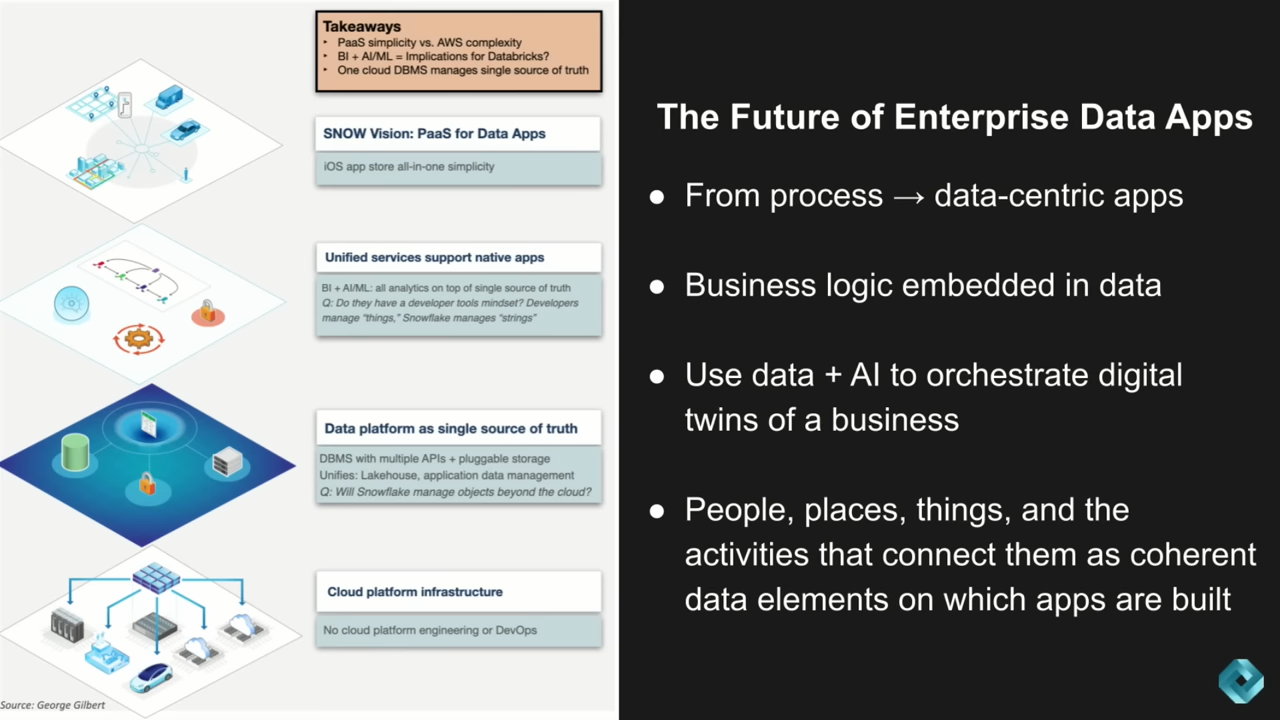 Takeaways
• PaaS simplicity vs. AWS complexity
• BI + AI/ML = Implications for Databricks?
• One cloud DBMS manages single source of truth
SNOW Vision: PaaS for Data Apps
iOS app store all-in-one simplicity
Unified services support native apps
BI + AI/ML: all analytics on top of single source of truth
Q: Do they have a developer tools mindset? Developers
manage “things,” Snowflake manages “strings”
Data platform as single source of truth
DBMS with multiple APIs + pluggable storage
Unifies: Lakehouse, application data management
Q: Will Snowflake manage objects beyond the cloud?
Cloud platform infrastructure
No cloud platform engineering or DevOps
Source: George Gilbert
The Future of Enterprise Data Apps
● From process → data-centric apps
● Business logic embedded in data
● Use data + AI to orchestrate digital
twins of a business
● People, places, things, and the
activities that connect them as coherent
data elements on which apps are built